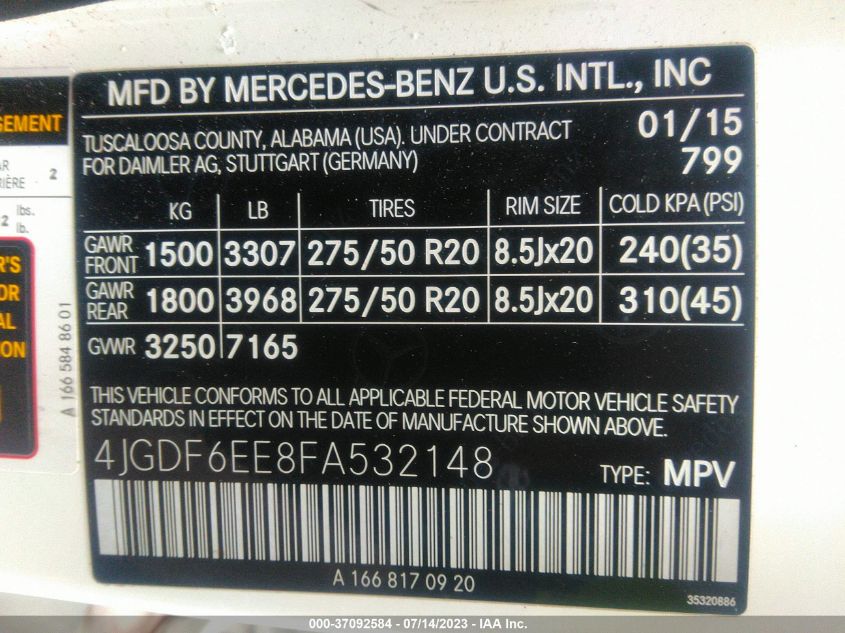 MFD BY MERCEDES-BENZ U.S. INTL., INC
TUSCALOOSA COUNTY, ALABAMA (USA). UNDER CONTRACT
FOR DAIMLER AG, STUTTGART (GERMANY)
01/15
799
KG LB TIRES RIM SIZE COLD KPA (PSI)
GAWR FRONT 1500 3307 275/50 R20 8.5Jx20 240(35)
GAWR REAR 1800 3968 275/50 R20 8.5Jx20 310(45)
GVWR 3250 7165
THIS VEHICLE CONFORMS TO ALL APPLICABLE FEDERAL MOTOR VEHICLE SAFETY
STANDARDS IN EFFECT ON THE DATE OF MANUFACTURE SHOWN ABOVE.
4JGDF6EE8FA532148 TYPE: MPV
A 166 817 09 20
35320886
2
lbs.
2 lb.
A 166 584 86 01
000-37092584 - 07/14/2023 - IAA Inc.